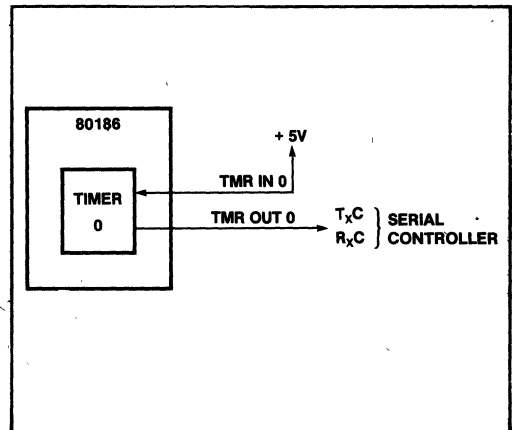 80186
+ 5V
TIMER
0
TMR IN 0
TMR OUT 0
TxC
RxC
SERIAL
CONTROLLER